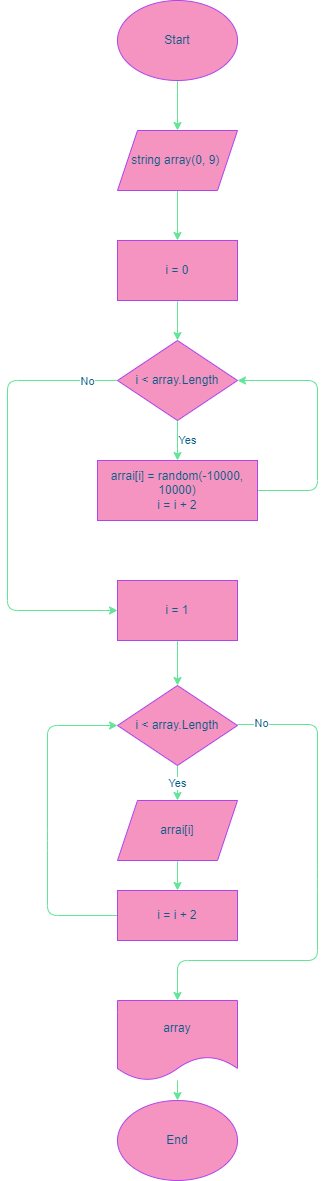 Start
string array(0, 9)
i = 0
i < array.Length
No
Yes
arrai[i] = random(-10000,
10000)
i = i + 2
i = 1
i < array.Length
No
Yes
arrai[i]
i = i + 2
array
End